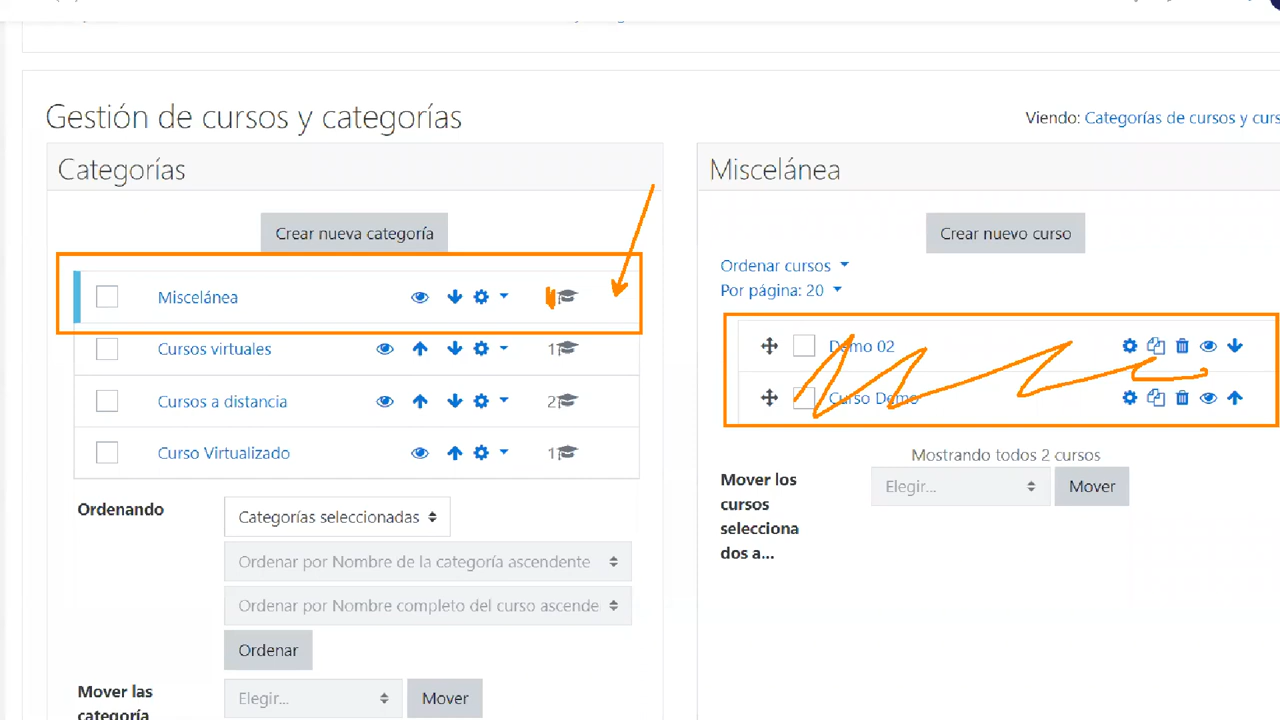 Gestión de cursos y categorías
Viendo: Categorías de cursos y curs
Categorías
Crear nueva categoría
Miscelánea
Cursos virtuales
1
Cursos a distancia
2
Curso Virtualizado
1
Ordenando
Categorías seleccionadas
Ordenar por Nombre de la categoría ascendente
Ordenar por Nombre completo del curso ascende
Ordenar
Mover las
categoría
Elegir...
Mover
Miscelánea
Crear nuevo curso
Ordenar cursos
Por página: 20
Demo 02
Curso Demo
Mostrando todos 2 cursos
Mover los
cursos
selecciona
dos a...
Elegir...
Mover